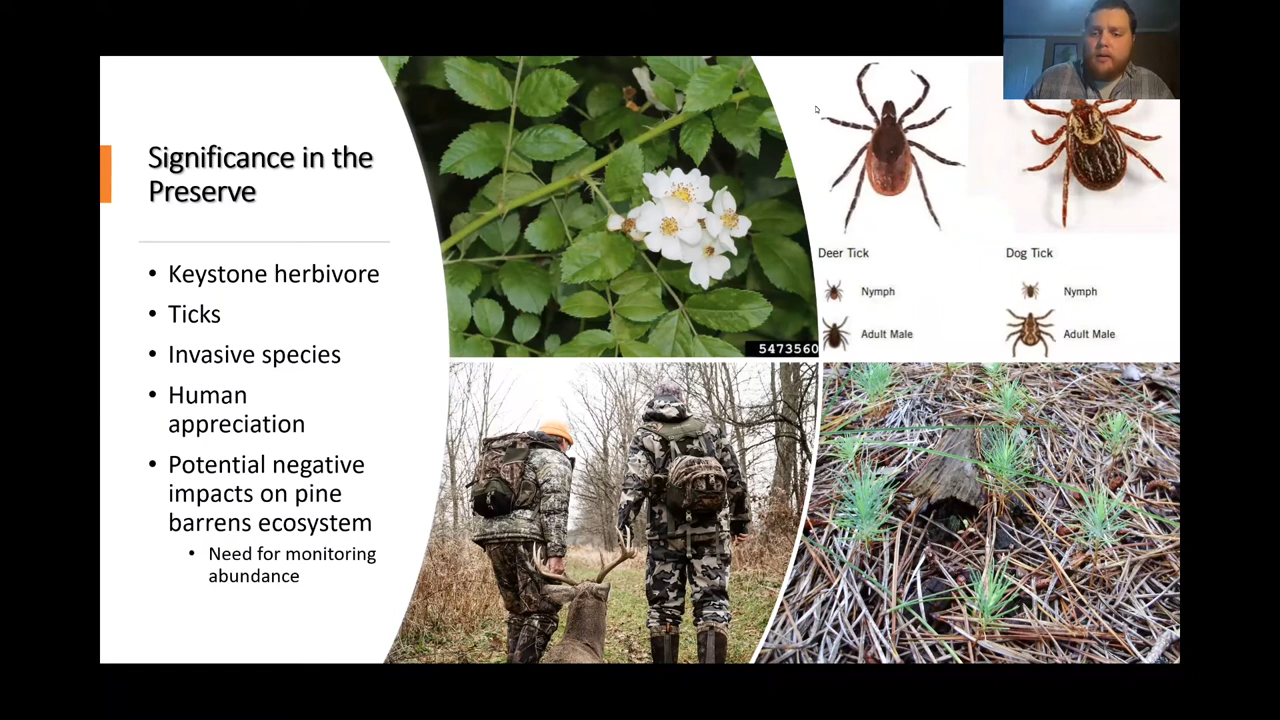 Significance in the
Preserve
• Keystone herbivore
• Ticks
• Invasive species
• Human
appreciation
• Potential negative
impacts on pine
barrens ecosystem
• Need for monitoring
abundance
5473560
Deer Tick
Dog Tick
Nymph
Nymph
Adult Male
Adult Male